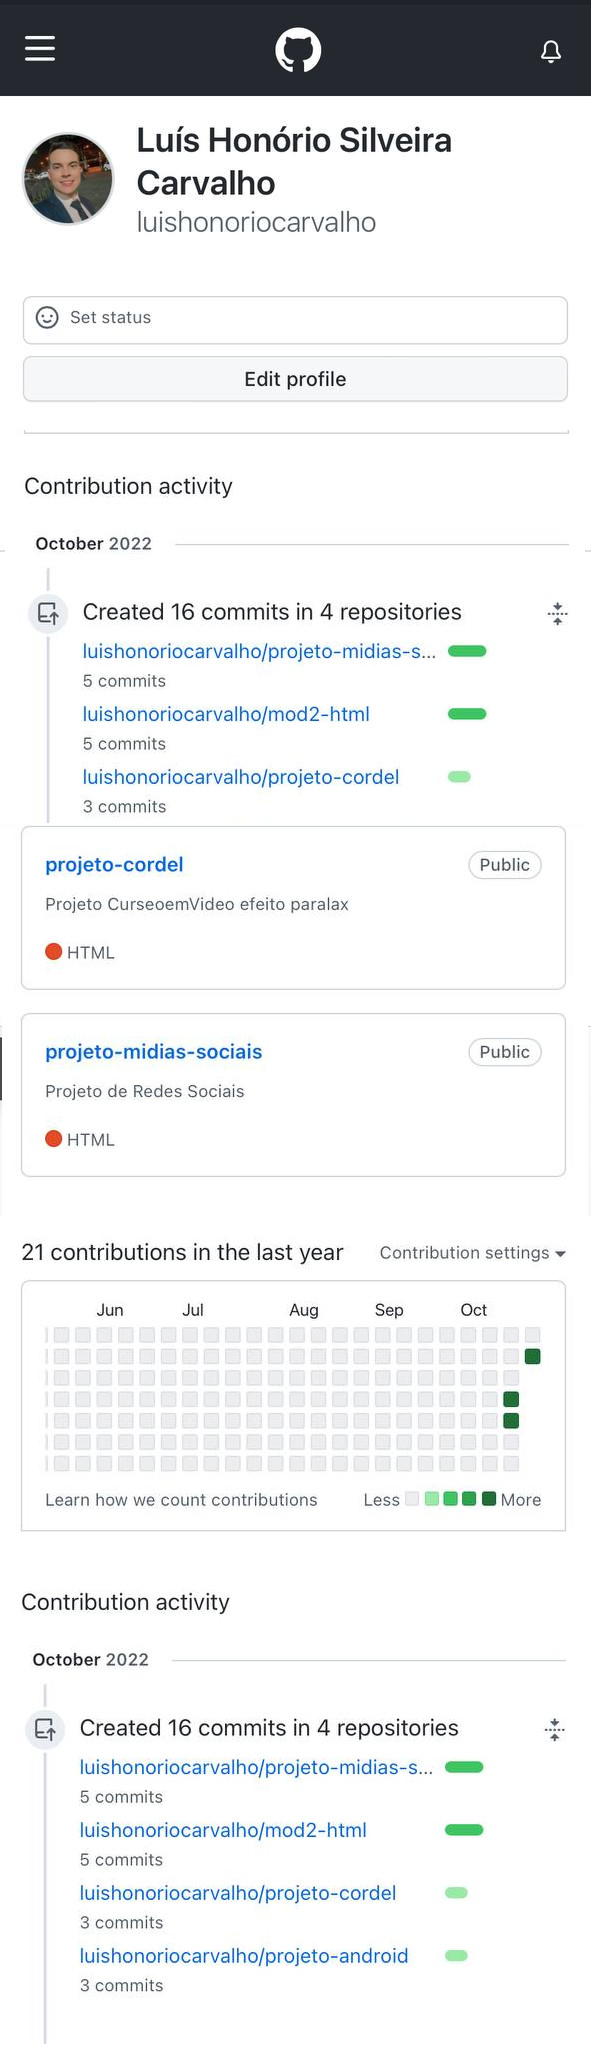 Luís Honório Silveira
Carvalho
luishonoriocarvalho
Set status
Edit profile
Contribution activity
October 2022
Created 16 commits in 4 repositories
luishonoriocarvalho/projeto-midias-s...
5 commits
luishonoriocarvalho/mod2-html
5 commits
luishonoriocarvalho/projeto-cordel
3 commits
projeto-cordel Public
Projeto CurseoemVideo efeito paralax
HTML
projeto-midias-sociais Public
Projeto de Redes Sociais
HTML
21 contributions in the last year Contribution settings
Jun Jul Aug Sep Oct
Learn how we count contributions Less More
Contribution activity
October 2022
Created 16 commits in 4 repositories
luishonoriocarvalho/projeto-midias-s...
5 commits
luishonoriocarvalho/mod2-html
5 commits
luishonoriocarvalho/projeto-cordel
3 commits
luishonoriocarvalho/projeto-android
3 commits